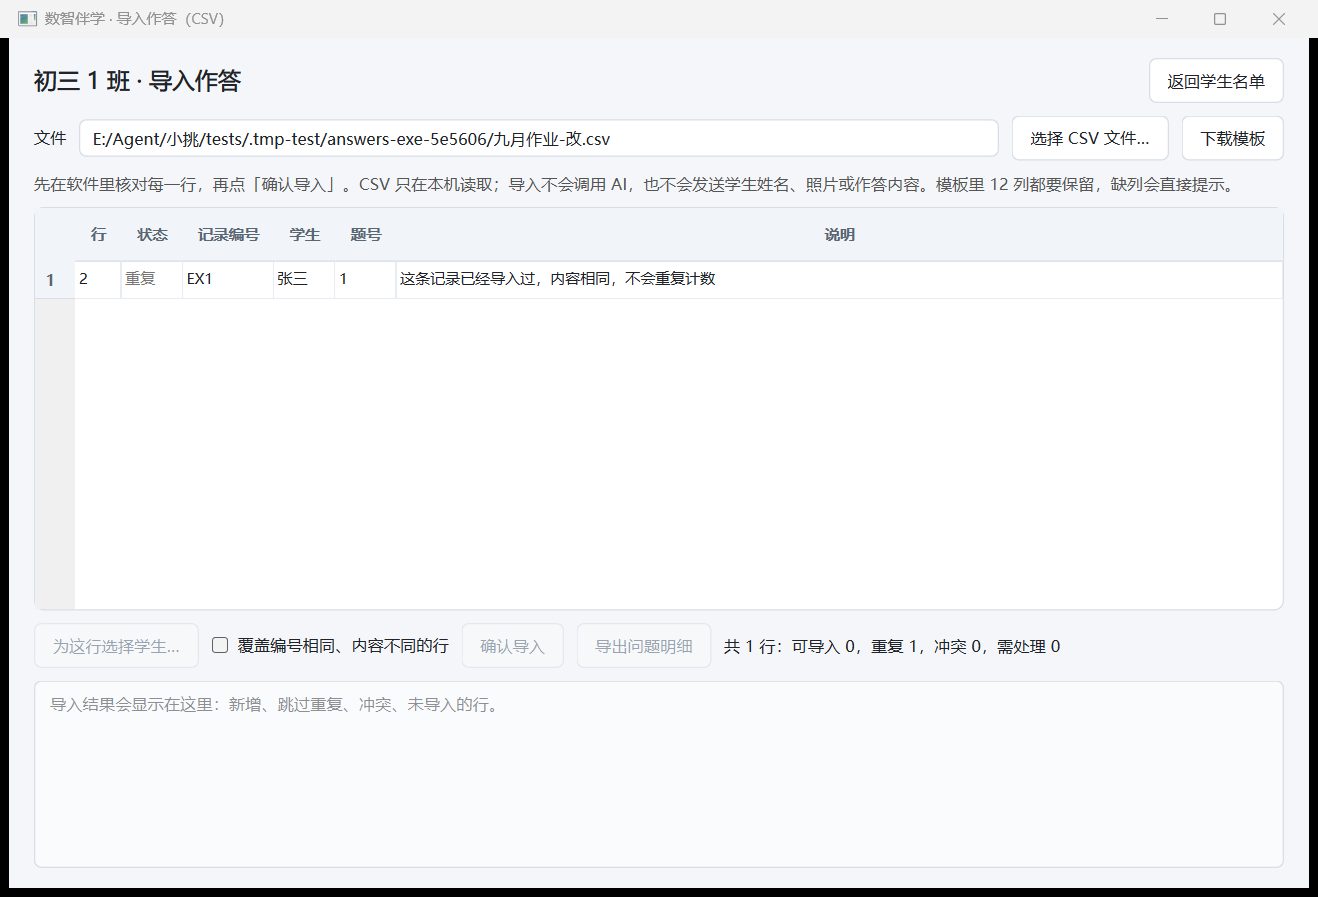 数智伴学 · 导入作答（CSV）
初三 1 班 · 导入作答
返回学生名单
文件 E:/Agent/小挑/tests/.tmp-test/answers-exe-5e5606/九月作业-改.csv 选择 CSV 文件... 下载模板
先在软件里核对每一行，再点「确认导入」。CSV 只在本机读取；导入不会调用 AI，也不会发送学生姓名、照片或作答内容。模板里 12 列都要保留，缺列会直接提示。
行 状态 记录编号 学生 题号 说明
1 2 重复 EX1 张三 1 这条记录已经导入过，内容相同，不会重复计数
为这行选择学生... 覆盖编号相同、内容不同的行 确认导入 导出问题明细 共 1 行：可导入 0，重复 1，冲突 0，需处理 0
导入结果会显示在这里：新增、跳过重复、冲突、未导入的行。